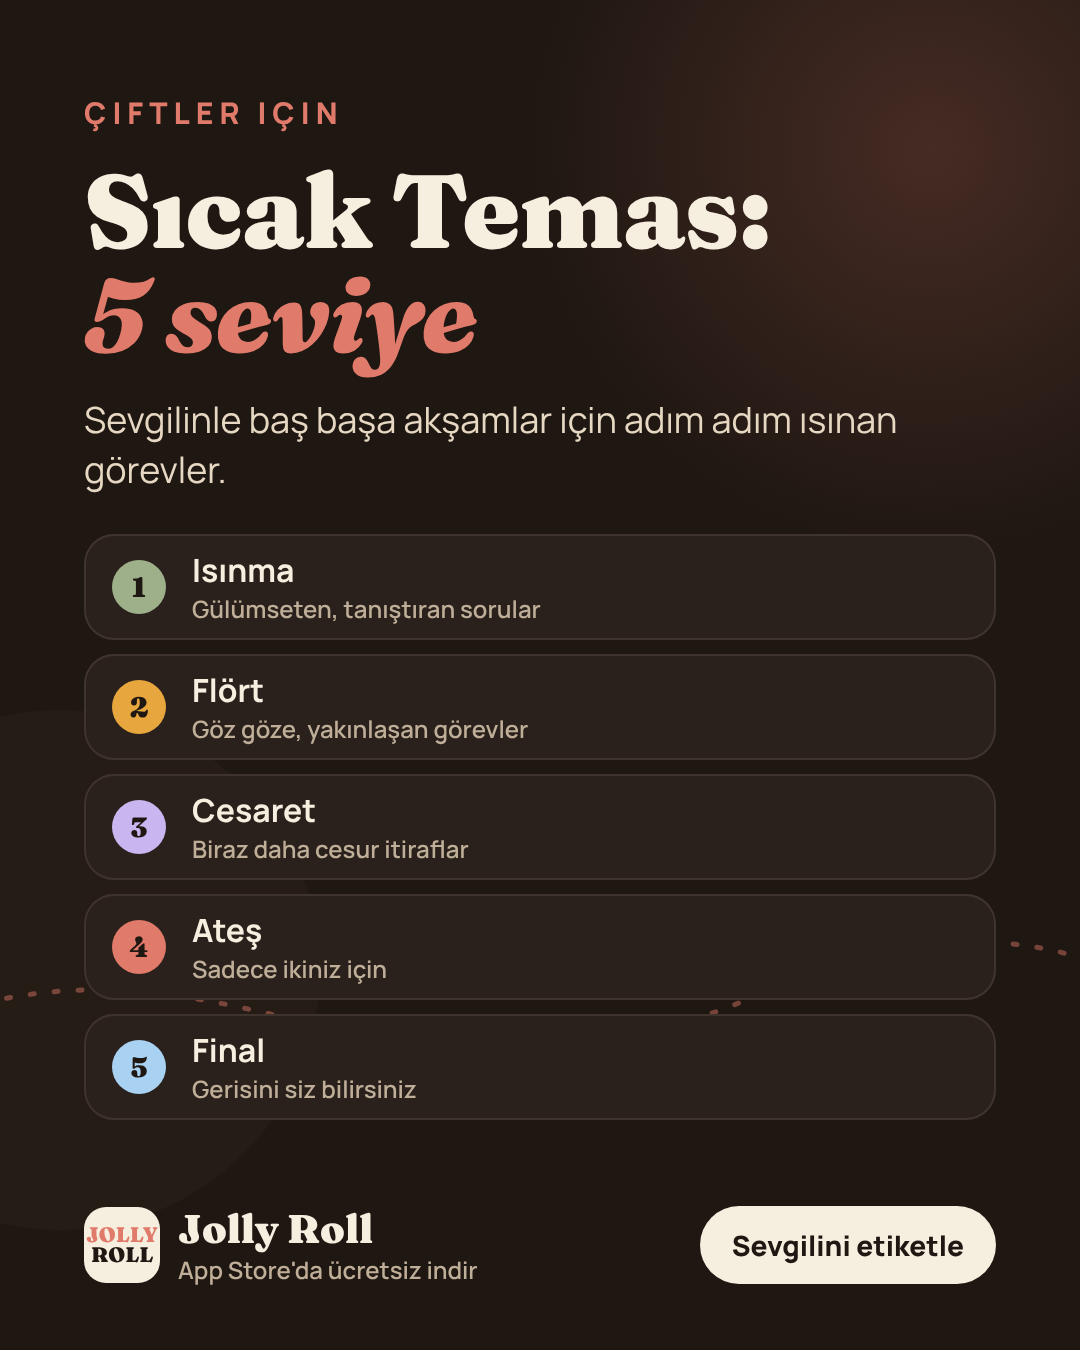 ÇIFTLER IÇIN
Sıcak Temas:
5 seviye
Sevgilinle baş başa akşamlar için adım adım ısınan
görevler.
1
Isınma
Gülümseten, tanıştıran sorular
2
Flört
Göz göze, yakınlaşan görevler
3
Cesaret
Biraz daha cesur itiraflar
4
Ateş
Sadece ikiniz için
5
Final
Gerisini siz bilirsiniz
JOLLY
ROLL
Jolly Roll
App Store'da ücretsiz indir
Sevgilini etiketle